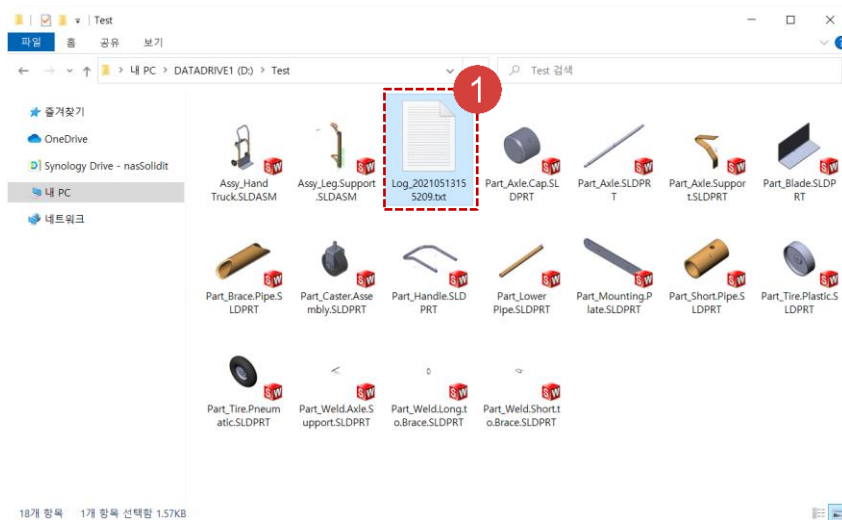 Test
파일 홈 공유 보기
내 PC > DATADRIVE1 (D:) > Test
Test 검색
1
즐겨찾기
OneDrive
Synology Drive - nasSolidit
내 PC
네트워크
Assy_Hand
Truck.SLDASM
Assy_Leg.Support
.SLDASM
Log_2021051315
5209.txt
Part_Axle.Cap.SL
DPRT
Part_Axle.SLDPR
T
Part_Axle.Suppor
t.SLDPRT
Part_Blade.SLDP
RT
Part_Brace.Pipe.S
LDPRT
Part_Caster.Asse
mbly.SLDPRT
Part_Handle.SLD
PRT
Part_Lower
Pipe.SLDPRT
Part_Mounting.P
late.SLDPRT
Part_Short.Pipe.S
LDPRT
Part_Tire.Plastic.S
LDPRT
Part_Tire.Pneum
atic.SLDPRT
Part_Weld.Axle.S
upport.SLDPRT
Part_Weld.Long.t
o.Brace.SLDPRT
Part_Weld.Short.t
o.Brace.SLDPRT
18개 항목 1개 항목 선택함 1.57KB